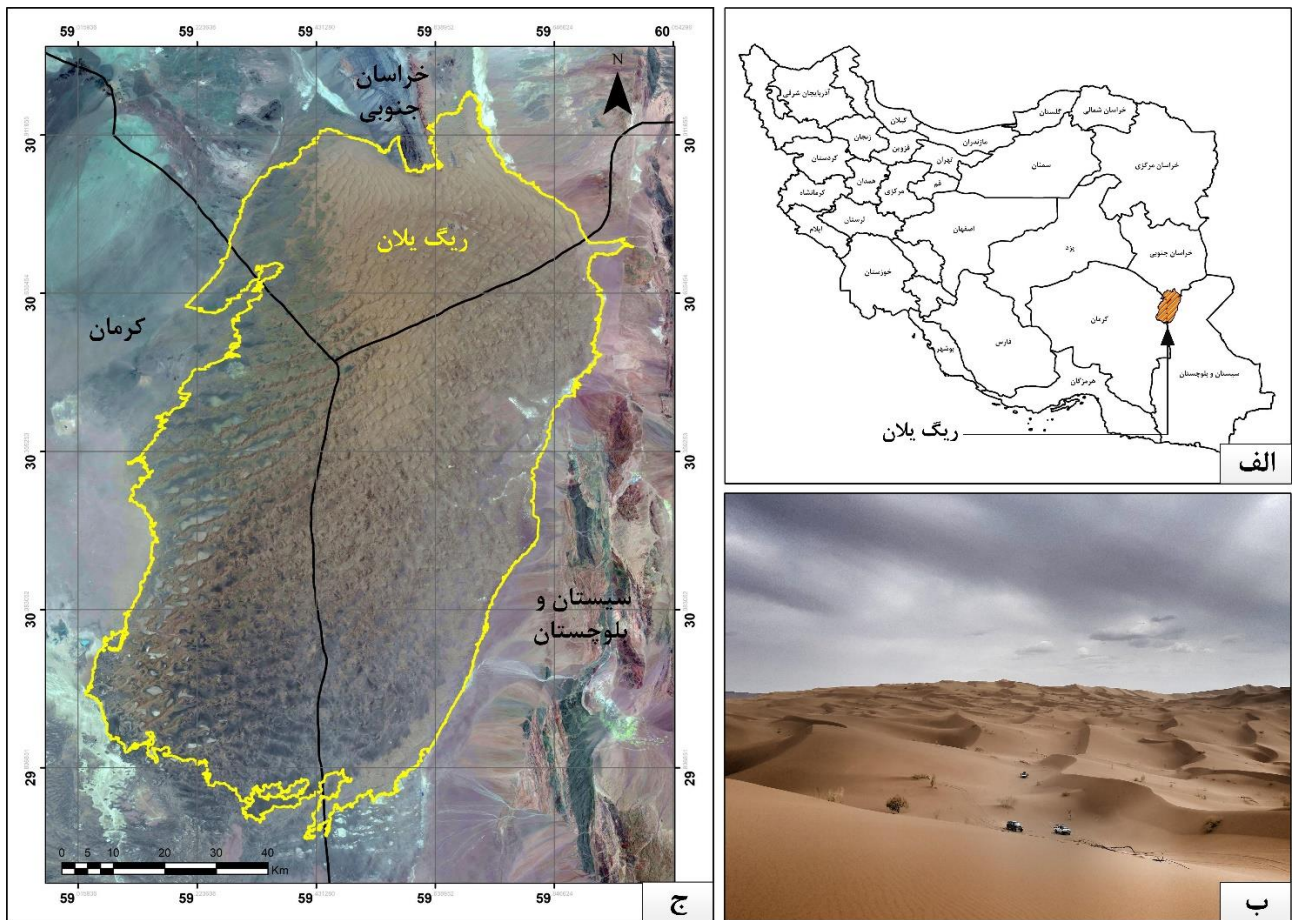 59 59 59 59 59 60
30
30
30
30
29
30
30
30
30
29
N
خراسان
جنوبی
ریگ یلان
کرمان
سیستان و
بلوچستان
0 5 10 20 30 40
Km
59 59 59 59 59
ج
آذربایجان شرقی
گیلان
زنجان
قزوین
مازندران
گلستان
خراسان شمالی
خراسان مرکزی
کردستان
همدان
تهران
سمنان
کرمانشاه
مرکزی
قم
لرستان
ایلام
اصفهان
یزد
خراسان جنوبی
خوزستان
کرمان
فارس
بوشهر
هرمزگان
سیستان و بلوچستان
ریگ یلان
الف
ب